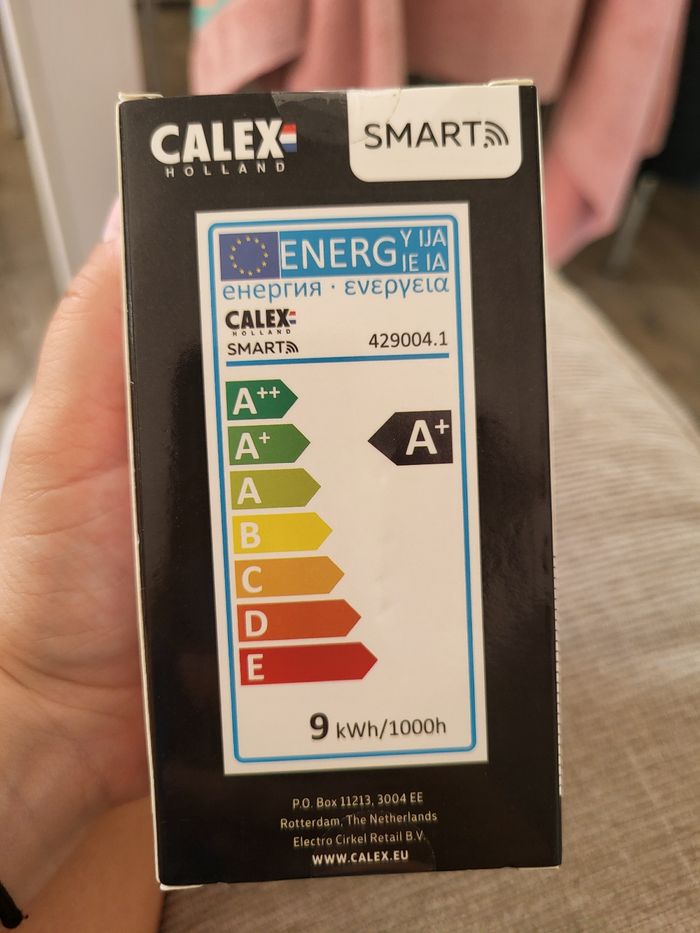 CALEX
HOLLAND
SMART
ENERG Y IJA
IE IA
енергия · ενεργεια
CALEX
HOLLAND
SMART
429004.1
A++
A+
A+
A
B
C
D
E
9 kWh/1000h
P.O. Box 11213, 3004 EE
Rotterdam, The Netherlands
Electro Cirkel Retail B.V.
WWW.CALEX.EU